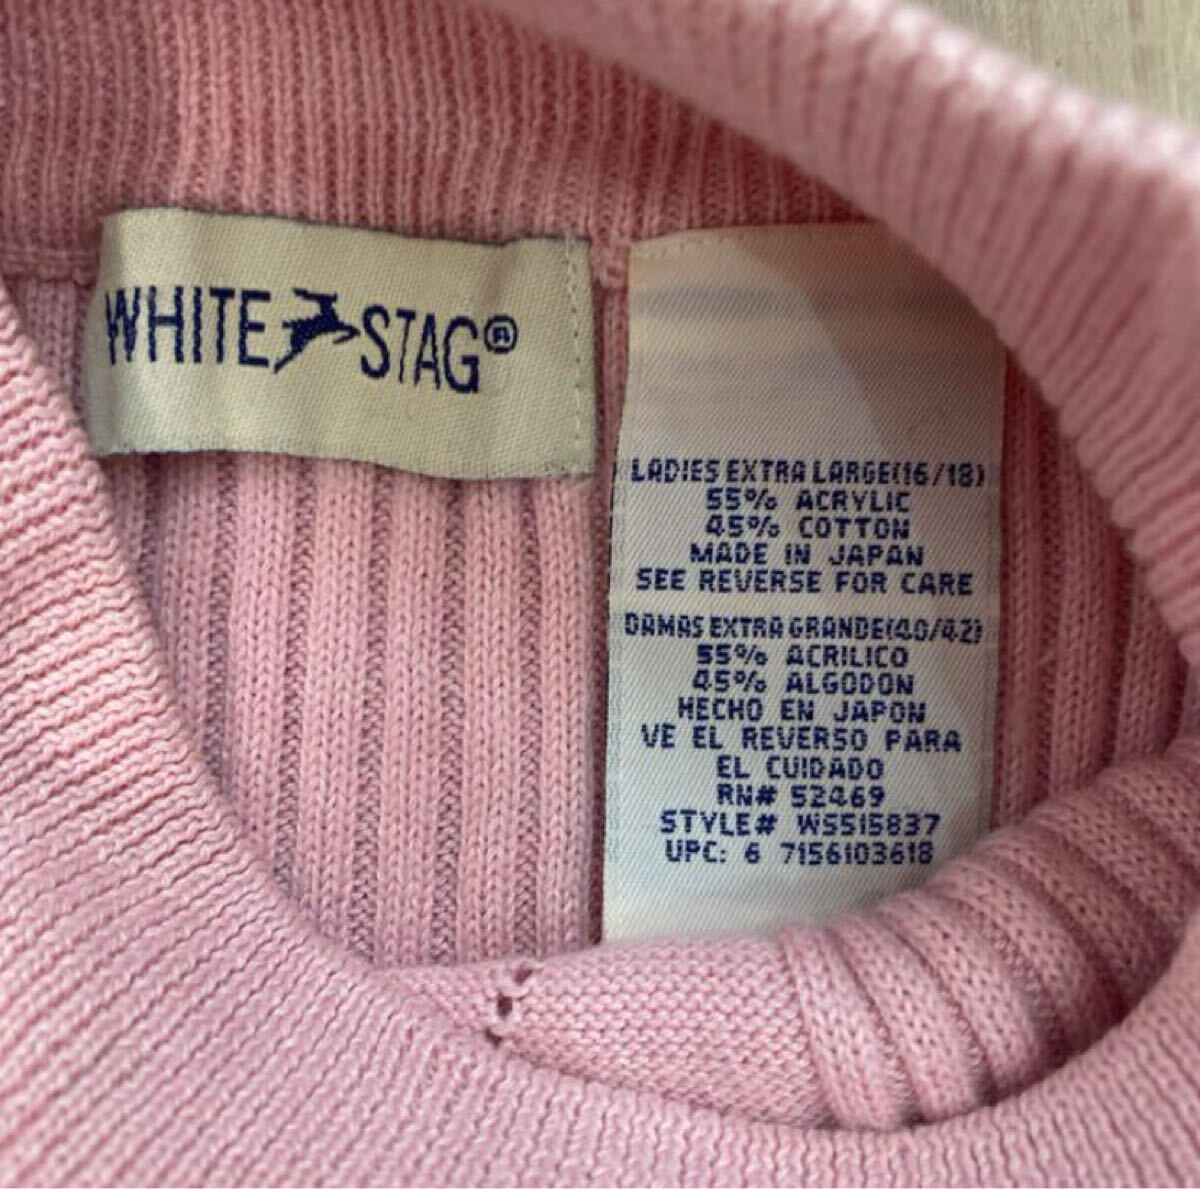 WHITE STAG®
LADIES EXTRA LARGE(16/18)
55% ACRYLIC
45% COTTON
MADE IN JAPAN
SEE REVERSE FOR CARE
DAMAS EXTRA GRANDE(40/42)
55% ACRILICO
45% ALGODON
HECHO EN JAPON
VE EL REVERSO PARA
EL CUIDADO
RN# 52469
STYLE# WS515837
UPC: 6 7156103618